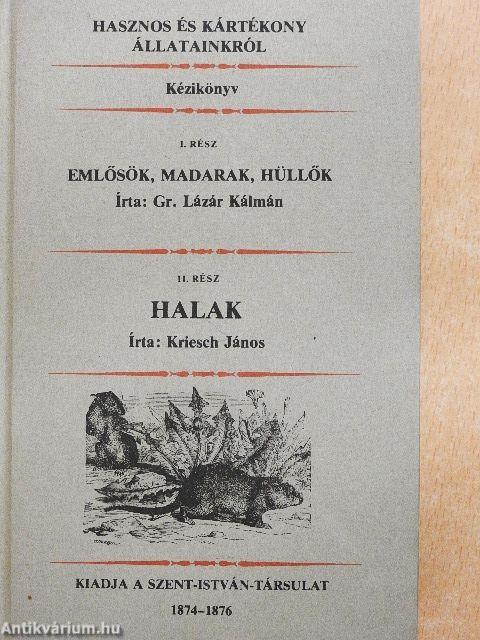 HASZNOS ÉS KÁRTÉKONY
ÁLLATAINKRÓL
Kézikönyv
I. RÉSZ
EMLŐSÖK, MADARAK, HÜLLŐK
Írta: Gr. Lázár Kálmán
II. RÉSZ
HALAK
Írta: Kriesch János
KIADJA A SZENT-ISTVÁN-TÁRSULAT
1874–1876
Antikvárium.hu